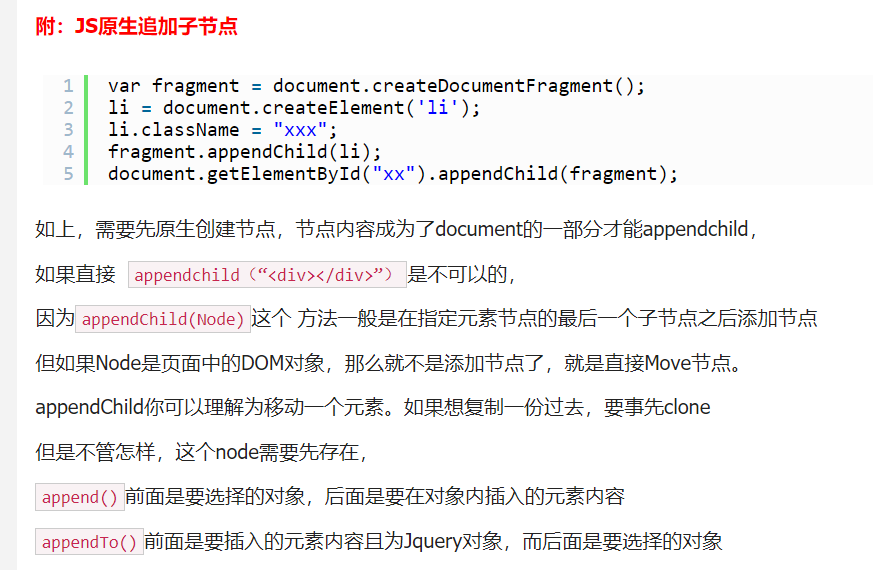 附：JS原生追加子节点
1 var fragment = document.createDocumentFragment();
2 li = document.createElement('li');
3 li.className = "xxx";
4 fragment.appendChild(li);
5 document.getElementById("xx").appendChild(fragment);
如上，需要先原生创建节点，节点内容成为了document的一部分才能appendchild，
如果直接 appendchild（“<div></div>”）是不可以的，
因为appendChild(Node)这个 方法一般是在指定元素节点的最后一个子节点之后添加节点
但如果Node是页面中的DOM对象，那么就不是添加节点了，就是直接Move节点。
appendChild你可以理解为移动一个元素。如果想复制一份过去，要事先clone
但是不管怎样，这个node需要先存在，
append()前面是要选择的对象，后面是要在对象内插入的元素内容
appendTo()前面是要插入的元素内容且为Jquery对象，而后面是要选择的对象